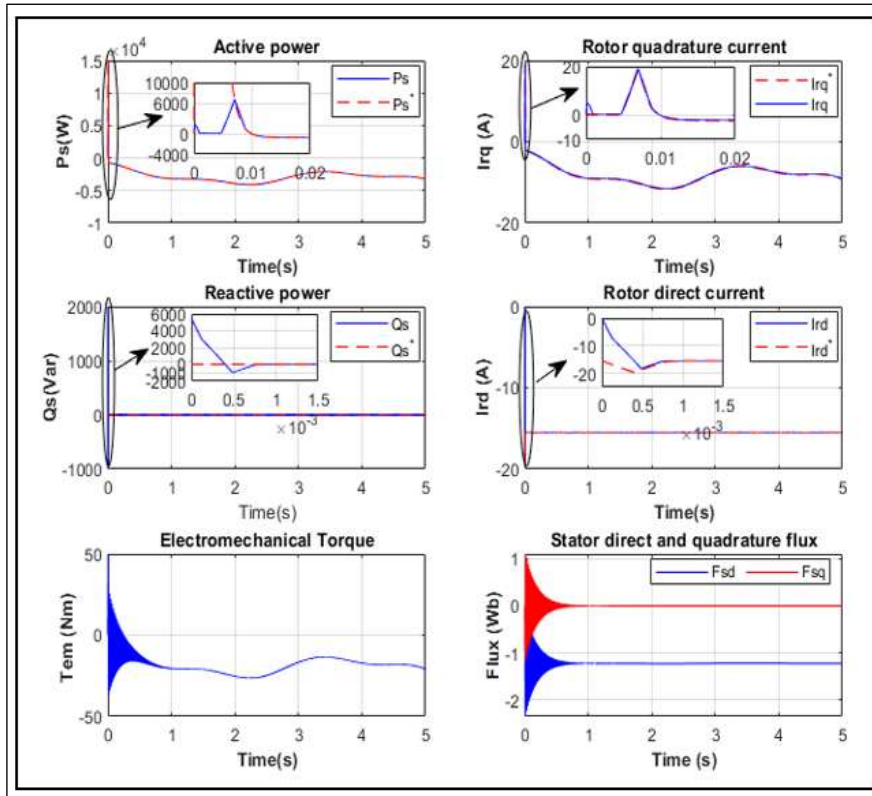 Active power
×10^4
1.5
1
0.5
0
-0.5
-1
Ps(W)
10000
6000
0
-4000
0
0.01
0.02
Ps
Ps*
0 1 2 3 4 5
Time(s)
Rotor quadrature current
20
0
-20
Irq (A)
20
10
0
-10
0
0.01
0.02
Irq*
Irq
0 1 2 3 4 5
Time(s)
Reactive power
2000
1000
0
-1000
Qs(Var)
6000
4000
2000
0
-2000
0 0.5 1 1.5
×10^-3
Qs
Qs*
0 1 2 3 4 5
Time(s)
Rotor direct current
0
-10
-20
Ird (A)
0
-10
-20
0 0.5 1 1.5
×10^-3
Ird
Ird*
0 1 2 3 4 5
Time(s)
Electromechanical Torque
50
0
-50
Tem (Nm)
0 1 2 3 4 5
Time(s)
Stator direct and quadrature flux
1
0
-1
-2
Flux (Wb)
Fsd Fsq
0 1 2 3 4 5
Time (s)